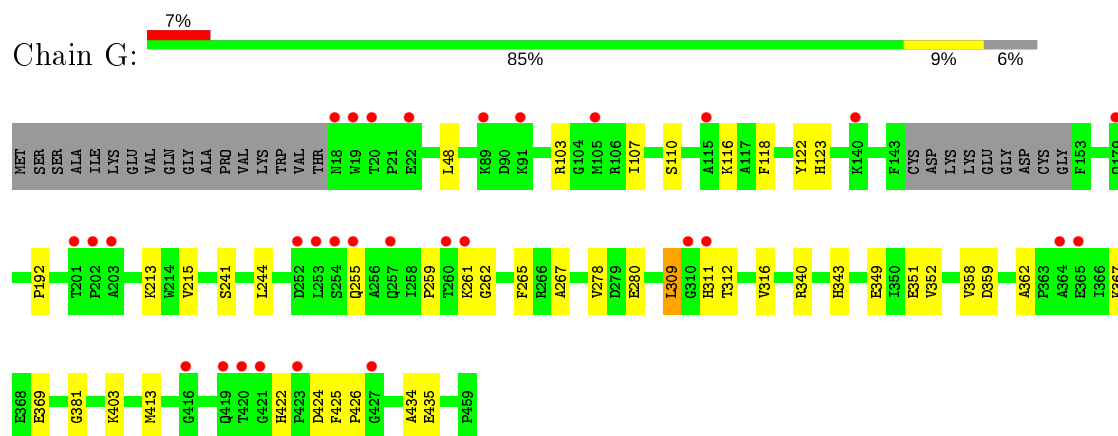 7%
Chain G:
85% 9% 6%
MET SER SER ALA ILE LYS GLU VAL GLN GLY ALA PRO VAL LYS TRP VAL THR N18 W19 T20 P21 E22 L48 K89 D90 K91 R103 G104 M105 R106 I107 S110 A115 K116 A117 F118 Y122 H123 K140 F143 CYS ASP LYS LYS GLU GLY ASP CYS GLY F153
P192 T201 P202 A203 K213 W214 V215 S241 L244 D252 L253 S254 Q255 A256 Q257 I258 P259 T260 K261 G262 F265 R266 A267 V278 D279 E280 L309 G310 H311 T312 V316 R340 H343 E349 I350 E351 V352 V358 D359 A362 P363 A364 E365 I366 K367
E368 E369 G381 K403 M413 G416 Q419 T420 G421 H422 P423 D424 F425 P426 G427 A434 E435 P459